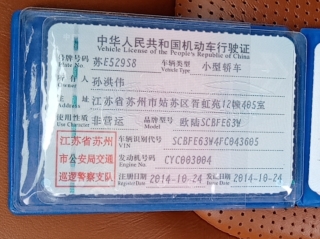 中华人民共和国机动车行驶证
Vehicle License of the People's Republic of China
号牌号码 苏E529S8 车辆类型 小型轿车
Plate No Vehicle Type
所有人 孙洪伟
住址 江苏省苏州市姑苏区胥虹苑12幢405室
使用性质 非营运 品牌型号 欧陆SCBFE63W
江苏省苏州市公安局交通巡逻警察支队
车辆识别代号 SCBFE63W4FC043605
VIN
发动机号码 CYC003004
Engine No
注册日期 2014-10-24 发证日期 2014-10-24
Register Date Issue Date